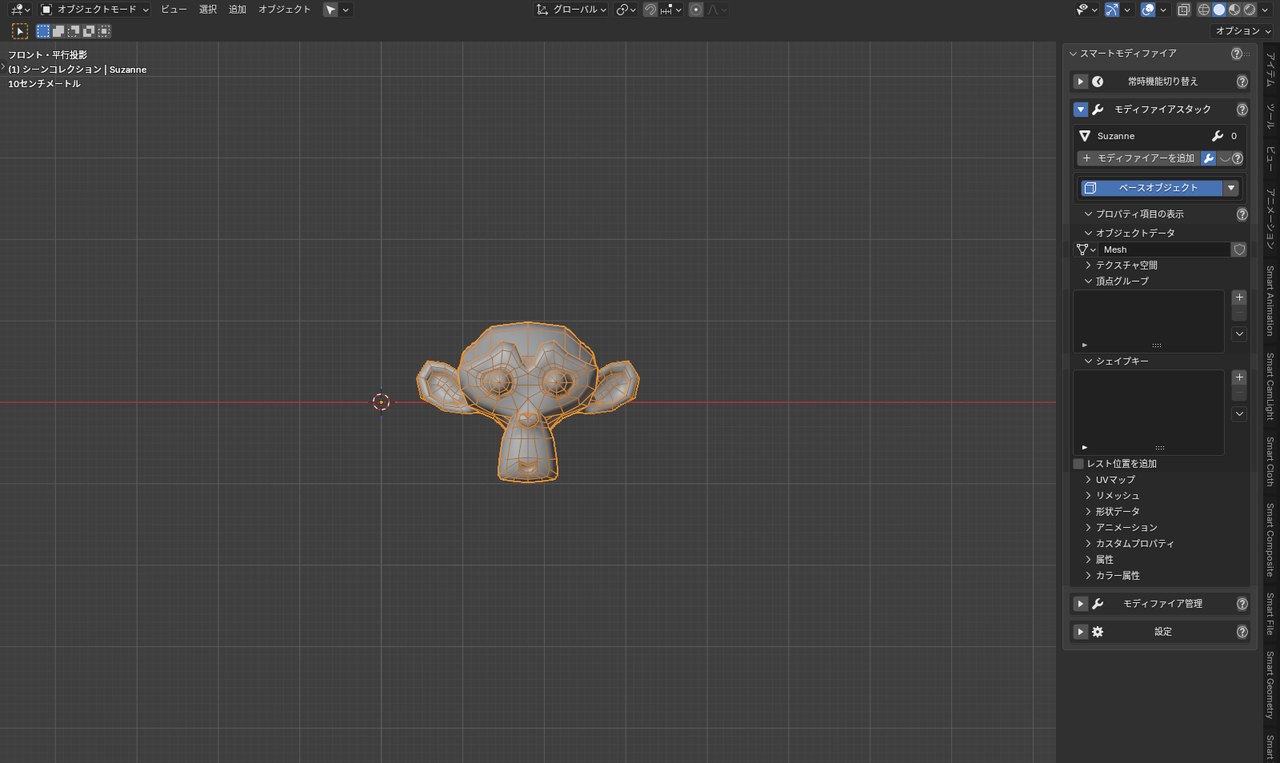 オブジェクトモード ビュー 選択 追加 オブジェクト グローバル
オプション
フロント・平行投影
(1) シーンコレクション | Suzanne
10センチメートル
スマートモディファイア
常時機能切り替え
モディファイアスタック
Suzanne 0
モディファイアーを追加
ベースオブジェクト
プロパティ項目の表示
オブジェクトデータ
Mesh
テクスチャ空間
頂点グループ
シェイプキー
レスト位置を追加
UVマップ
リメッシュ
形状データ
アニメーション
カスタムプロパティ
属性
カラー属性
モディファイア管理
設定
アイテム
ツール
ビュー
アニメーション
Smart Animation
Smart CamLight
Smart Cloth
Smart Composite
Smart File
Smart Geometry
Smart